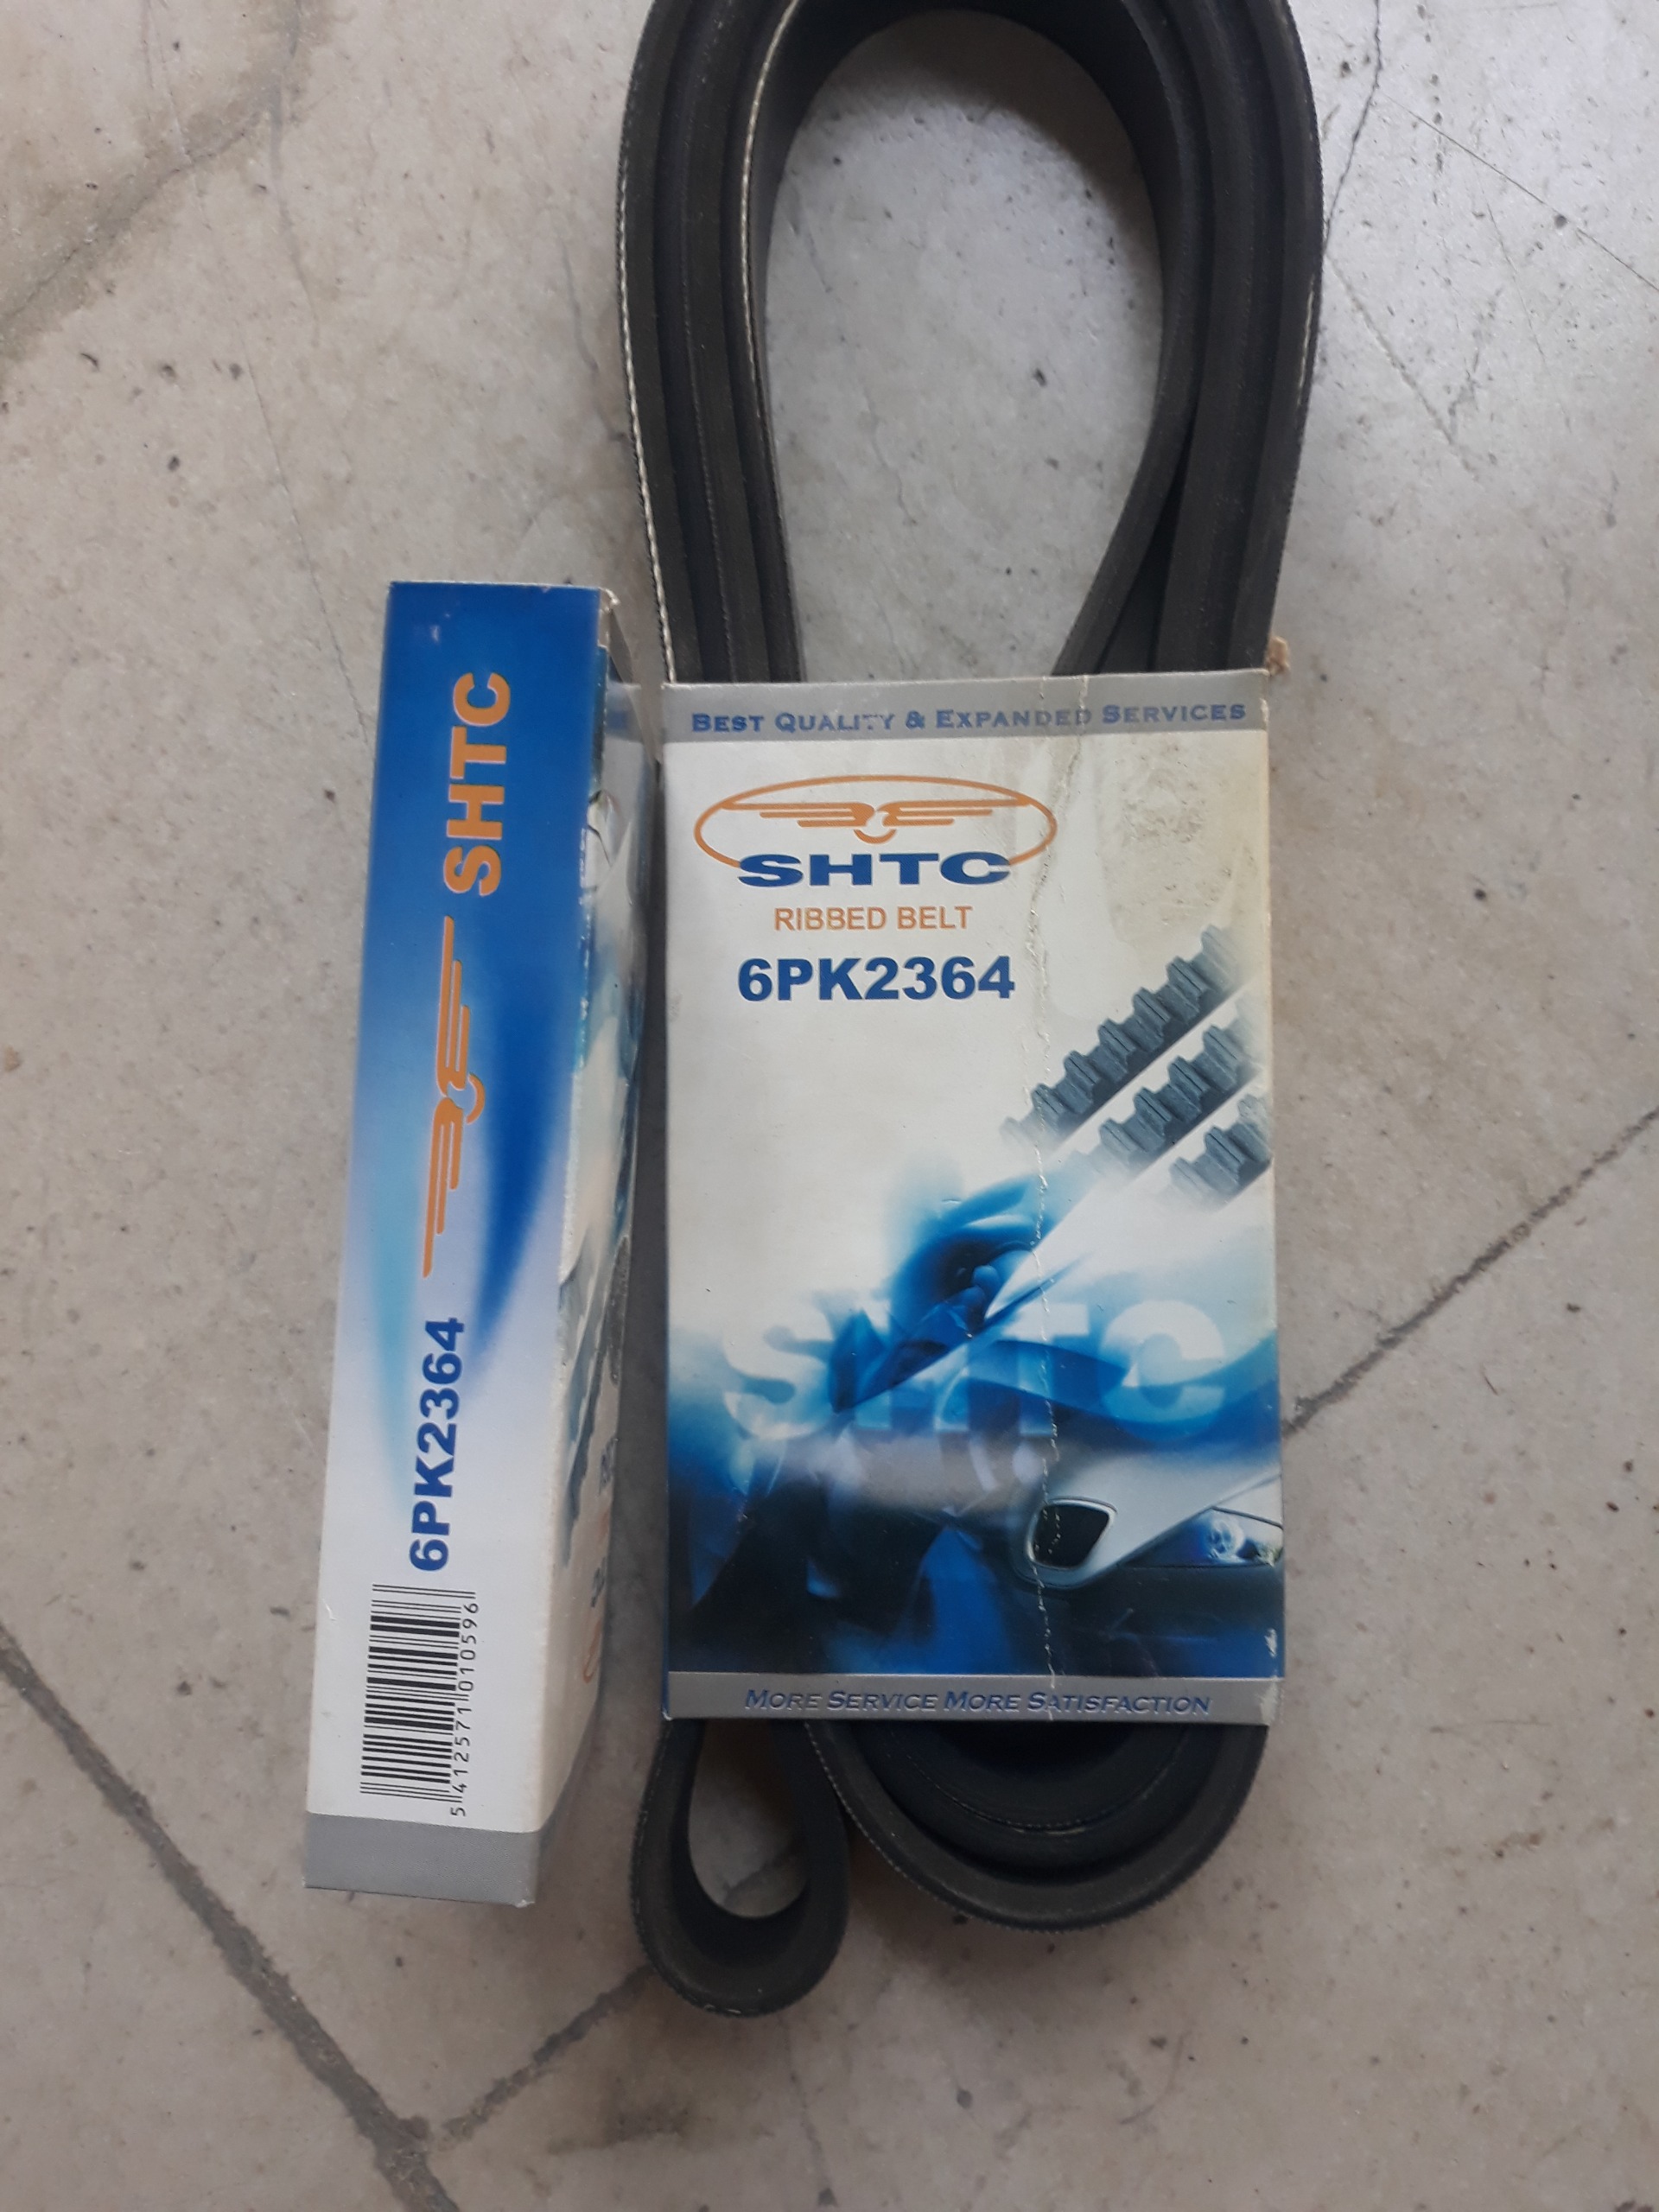 SHTC
6PK2364
5 412571 010596
BEST QUALITY & EXPANDED SERVICES
SHTC
RIBBED BELT
6PK2364
SHTC
MORE SERVICE MORE SATISFACTION